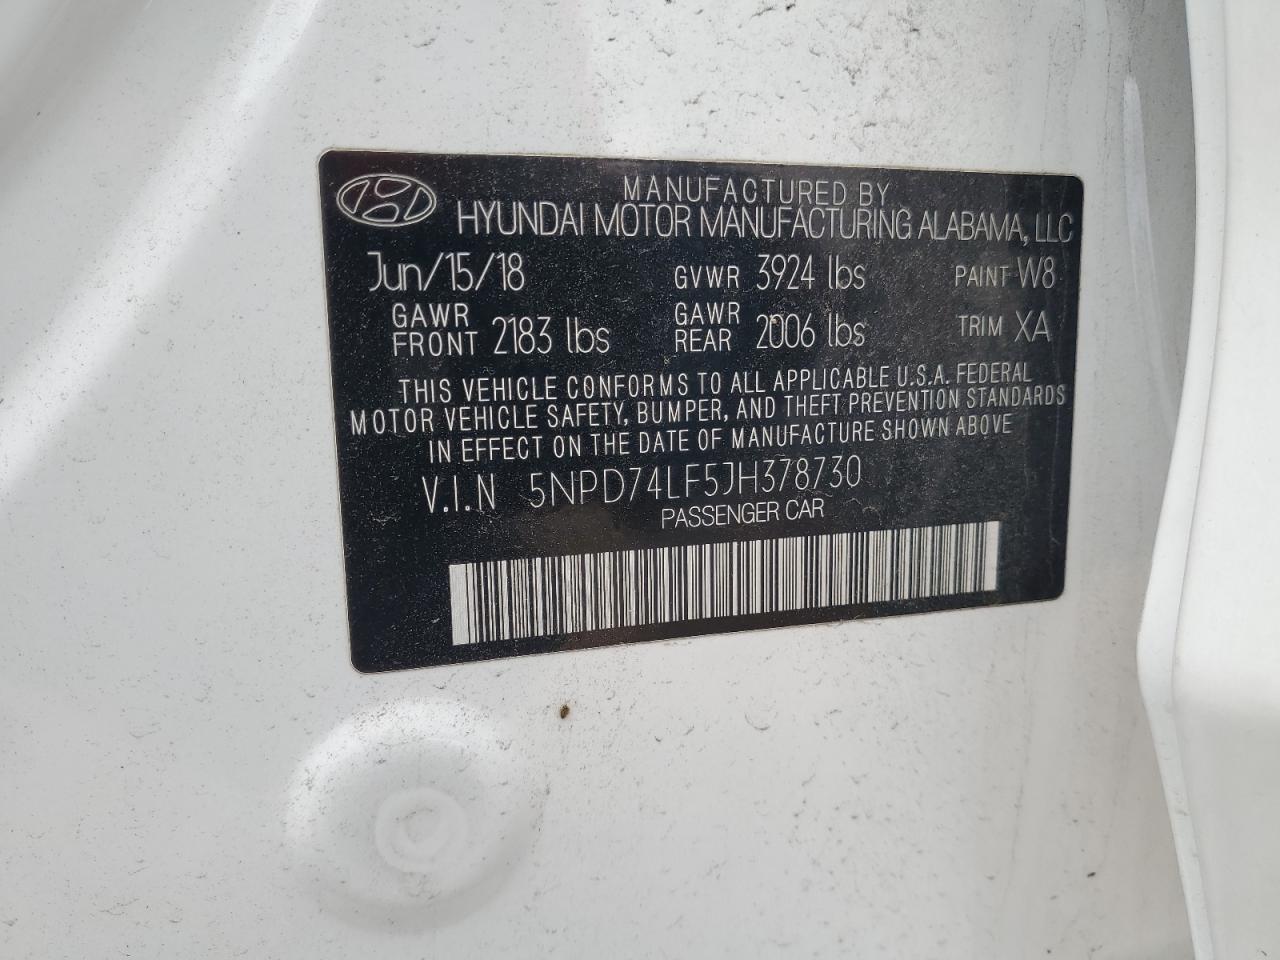 MANUFACTURED BY
HYUNDAI MOTOR MANUFACTURING ALABAMA, LLC
Jun/15/18 GVWR 3924 lbs PAINT W8
GAWR FRONT 2183 lbs GAWR REAR 2006 lbs TRIM XA
THIS VEHICLE CONFORMS TO ALL APPLICABLE U.S.A. FEDERAL
MOTOR VEHICLE SAFETY, BUMPER, AND THEFT PREVENTION STANDARDS
IN EFFECT ON THE DATE OF MANUFACTURE SHOWN ABOVE
V.I.N 5NPD74LF5JH378730
PASSENGER CAR